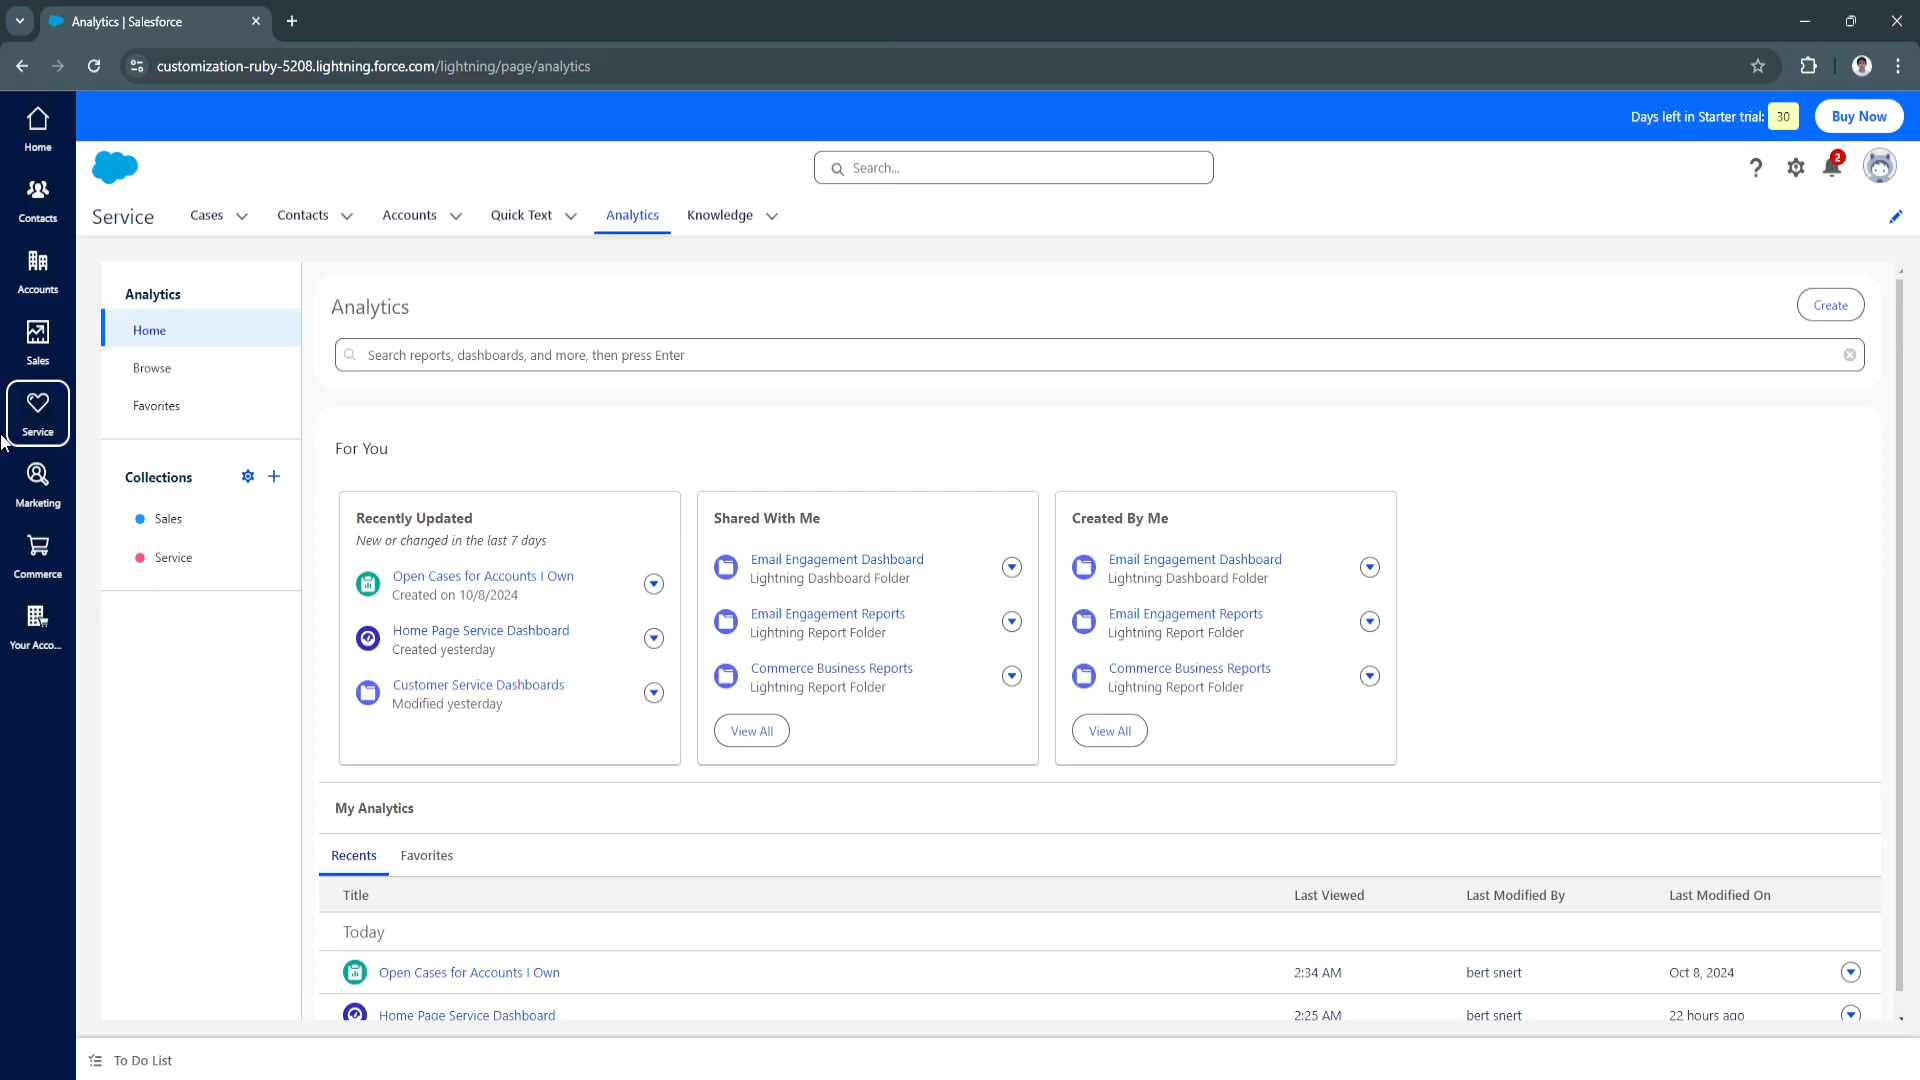 Analytics | Salesforce
customization-ruby-5208.lightning.force.com/lightning/page/analytics
Days left in Starter trial: 30
Buy Now
Home
Contacts
Accounts
Sales
Service
Marketing
Commerce
Your Acco...
Search...
2
Service
Cases
Contacts
Accounts
Quick Text
Analytics
Knowledge
Analytics
Home
Browse
Favorites
Collections
Sales
Service
Analytics
Create
Search reports, dashboards, and more, then press Enter
For You
Recently Updated
New or changed in the last 7 days
Open Cases for Accounts I Own
Created on 10/8/2024
Home Page Service Dashboard
Created yesterday
Customer Service Dashboards
Modified yesterday
Shared With Me
Email Engagement Dashboard
Lightning Dashboard Folder
Email Engagement Reports
Lightning Report Folder
Commerce Business Reports
Lightning Report Folder
View All
Created By Me
Email Engagement Dashboard
Lightning Dashboard Folder
Email Engagement Reports
Lightning Report Folder
Commerce Business Reports
Lightning Report Folder
View All
My Analytics
Recents Favorites
Title Last Viewed Last Modified By Last Modified On
Today
Open Cases for Accounts I Own 2:34 AM bert snert Oct 8, 2024
Home Page Service Dashboard 2:25 AM bert snert 22 hours ago
To Do List